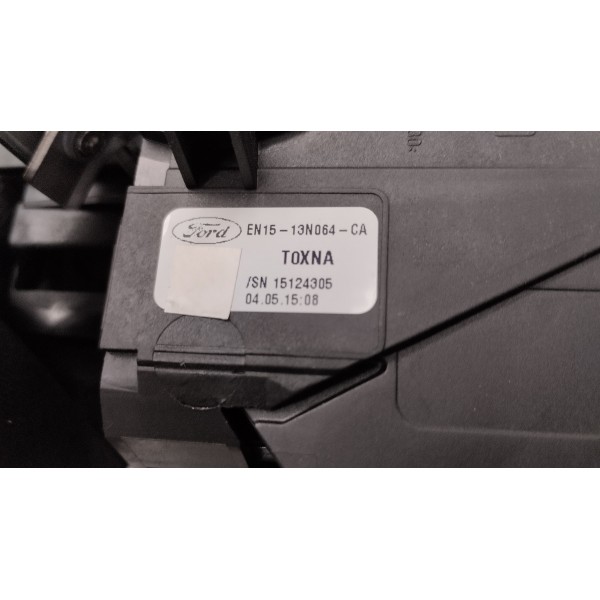 Ford EN15-13N064-CA
TOXNA
/SN 15124305
04.05.15:08